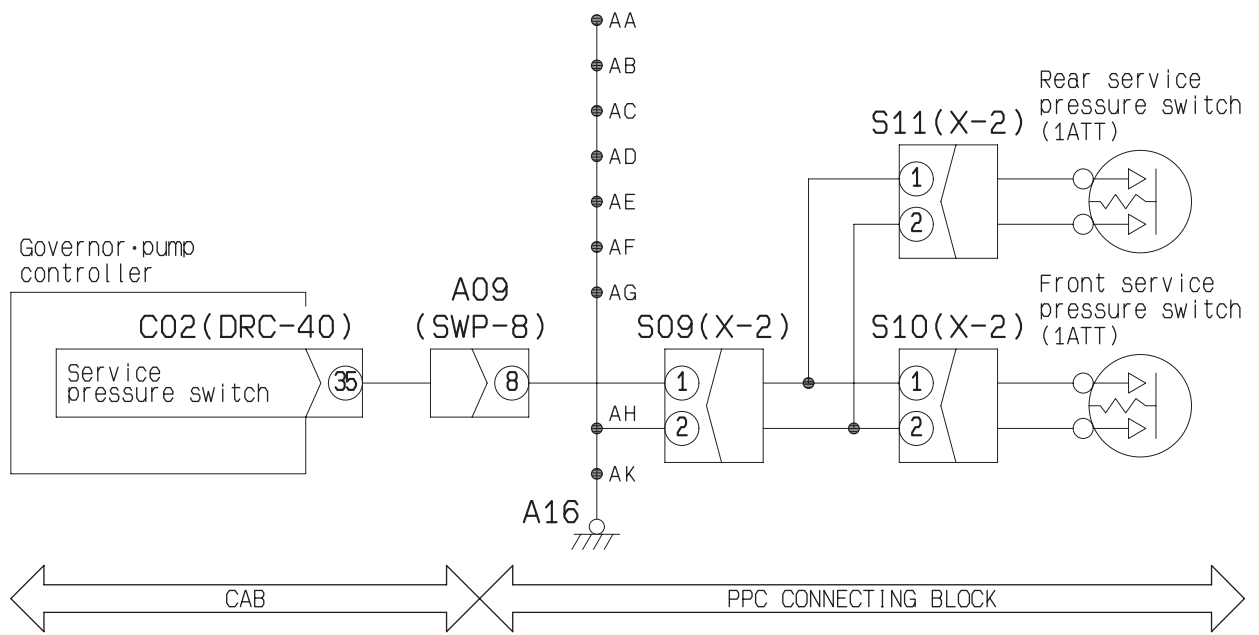 AA
AB
AC
AD
AE
AF
AG
AH
AK
A16
Governor･pump
controller
C02(DRC-40)
Service
pressure switch
35
A09
(SWP-8)
8
S09(X-2)
1
2
S11(X-2)
1
2
Rear service
pressure switch
(1ATT)
S10(X-2)
1
2
Front service
pressure switch
(1ATT)
CAB
PPC CONNECTING BLOCK